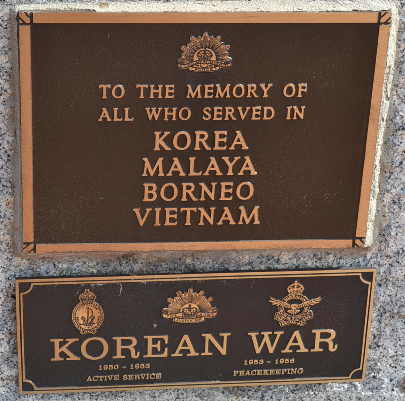 TO THE MEMORY OF
ALL WHO SERVED IN
KOREA
MALAYA
BORNEO
VIETNAM
KOREAN WAR
1950 - 1953
ACTIVE SERVICE
1953 - 1956
PEACEKEEPING